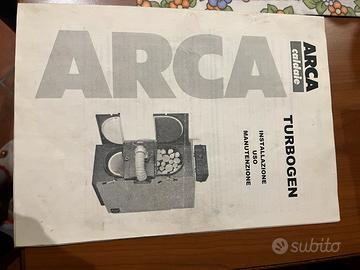 ARCA
ARCA
caldaie
TURBOGEN
INSTALLAZIONE
USO
MANUTENZIONE
subito